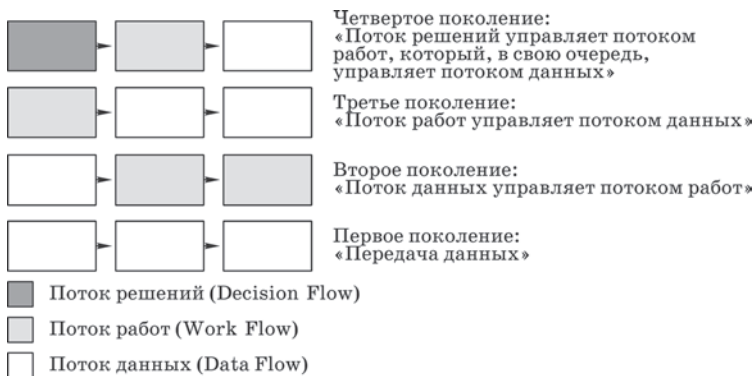 Четвертое поколение:
«Поток решений управляет потоком
работ, который, в свою очередь,
управляет потоком данных»
Третье поколение:
«Поток работ управляет потоком данных»
Второе поколение:
«Поток данных управляет потоком работ»
Первое поколение:
«Передача данных»
Поток решений (Decision Flow)
Поток работ (Work Flow)
Поток данных (Data Flow)